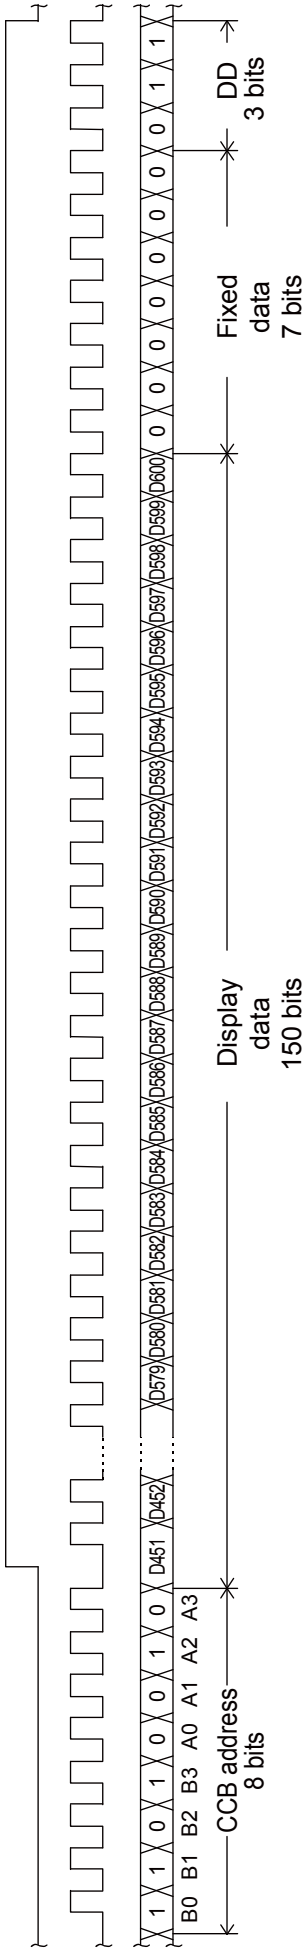 1 1 0 1 0 0 1 0 D451 D452 D579 D580 D581 D582 D583 D584 D585 D586 D587 D588 D589 D590 D591 D592 D593 D594 D595 D596 D597 D598 D599 D600 0 0 0 0 0 0 0 0 1 1
B0 B1 B2 B3 A0 A1 A2 A3
CCB address
8 bits
Display
data
150 bits
Fixed
data
7 bits
DD
3 bits